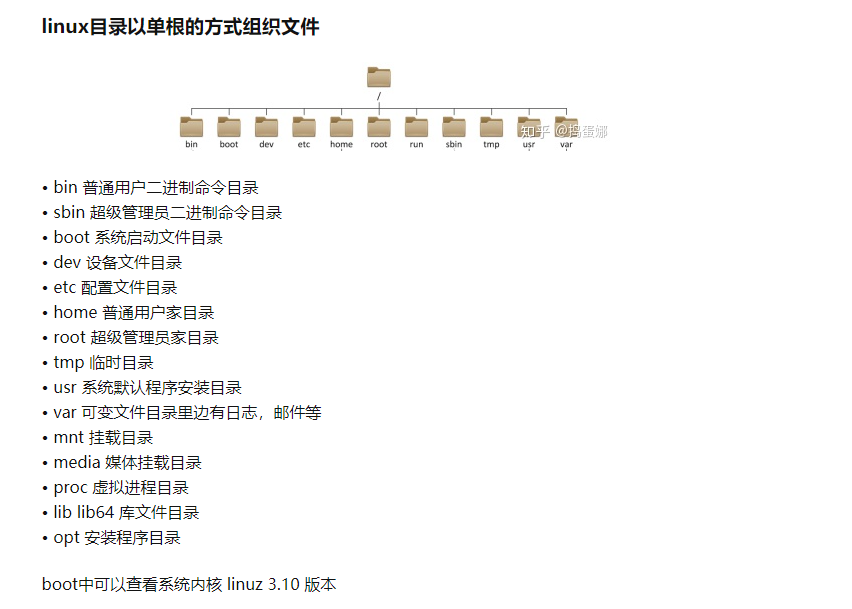 linux目录以单根的方式组织文件
/
bin boot dev etc home root run sbin tmp usr var
知乎 @捣蛋娜
• bin 普通用户二进制命令目录
• sbin 超级管理员二进制命令目录
• boot 系统启动文件目录
• dev 设备文件目录
• etc 配置文件目录
• home 普通用户家目录
• root 超级管理员家目录
• tmp 临时目录
• usr 系统默认程序安装目录
• var 可变文件目录里边有日志，邮件等
• mnt 挂载目录
• media 媒体挂载目录
• proc 虚拟进程目录
• lib lib64 库文件目录
• opt 安装程序目录
boot中可以查看系统内核 linuz 3.10 版本